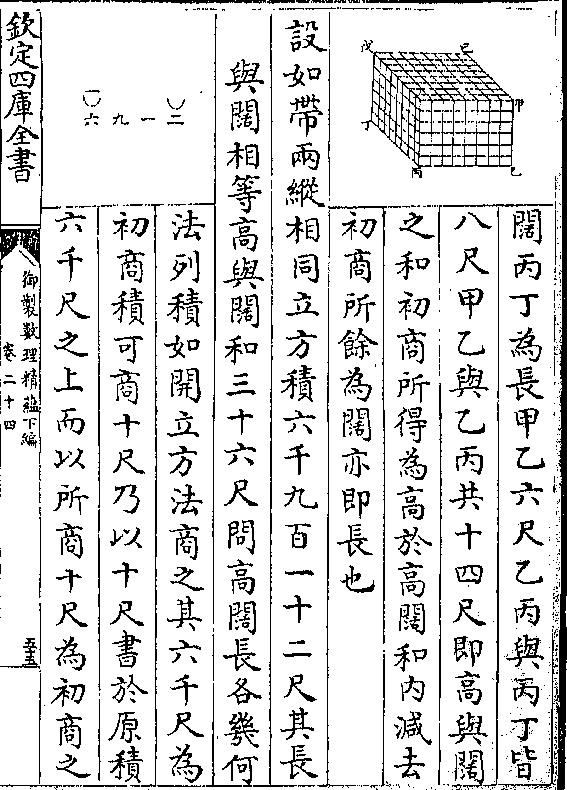 戊
己
甲
丁
丙
乙
闊丙丁為長甲乙六尺乙丙與丙丁皆
八尺甲乙與乙丙共十四尺即高與闊
之和初商所得為高於高闊和内減去
初商所餘為闊亦即長也
設如帶兩縱相同立方積六千九百一十二尺其長
與闊相等高與闊和三十六尺問高闊長各幾何
二
一
九
六
法列積如開立方法商之其六千尺為
初商積可商十尺乃以十尺書於原積
六千尺之上而以所商十尺為初商之
欽定四庫全書
御製數理精蘊下編
卷二十四
五十五